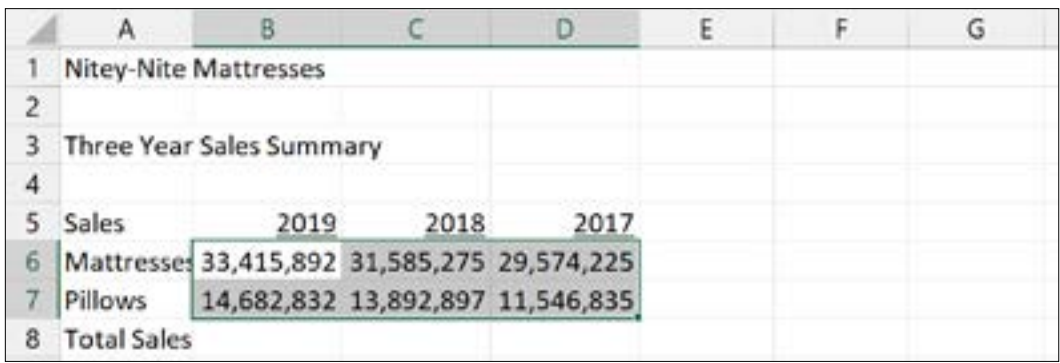 A B C D E F G
1 Nitey-Nite Mattresses
2
3 Three Year Sales Summary
4
5 Sales 2019 2018 2017
6 Mattresses 33,415,892 31,585,275 29,574,225
7 Pillows 14,682,832 13,892,897 11,546,835
8 Total Sales